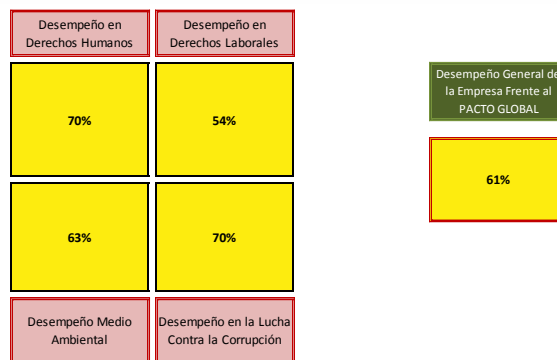 Desempeño en
Derechos Humanos
Desempeño en
Derechos Laborales
70%
54%
63%
70%
Desempeño Medio
Ambiental
Desempeño en la Lucha
Contra la Corrupción
Desempeño General de
la Empresa Frente al
PACTO GLOBAL
61%